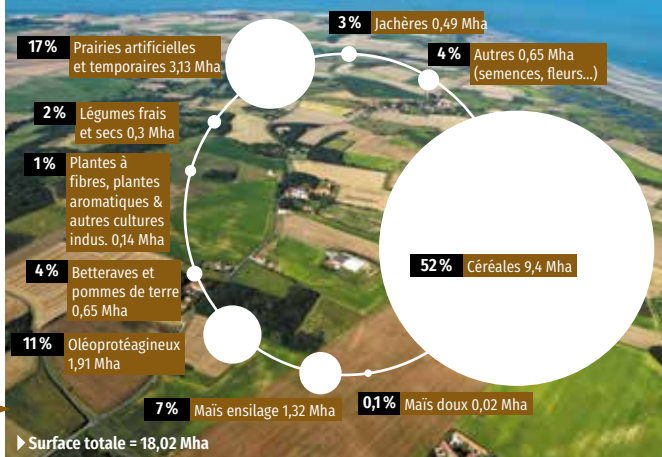 3% Jachères 0,49 Mha
17% Prairies artificielles
et temporaires 3,13 Mha
4% Autres 0,65 Mha
(semences, fleurs...)
2% Légumes frais
et secs 0,3 Mha
1% Plantes à
fibres, plantes
aromatiques &
autres cultures
indus. 0,14 Mha
52% Céréales 9,4 Mha
4% Betteraves et
pommes de terre
0,65 Mha
11% Oléoprotéagineux
1,91 Mha
7% Maïs ensilage 1,32 Mha
0,1% Maïs doux 0,02 Mha
Surface totale = 18,02 Mha